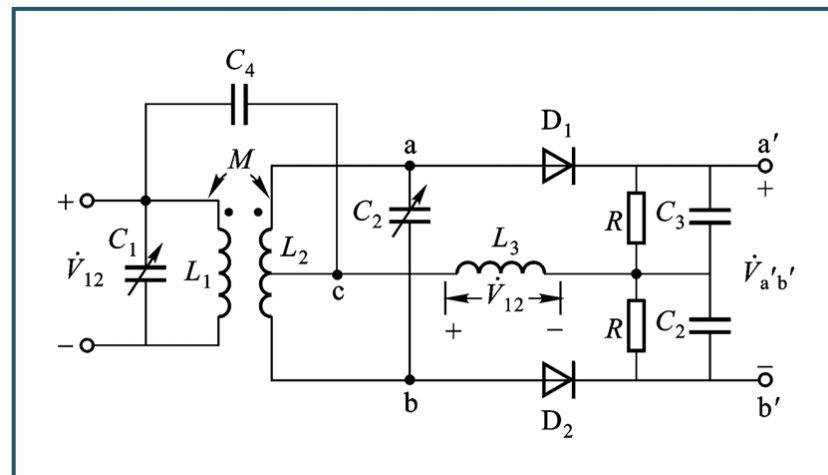 C₄
M
a
D₁
a′
+
+
C₁
V̇₁₂
L₁
L₂
C₂
c
L₃
V̇₁₂
+
−
R
C₃
V̇ₐ′b′
R
C₂
−
b
D₂
−
b′